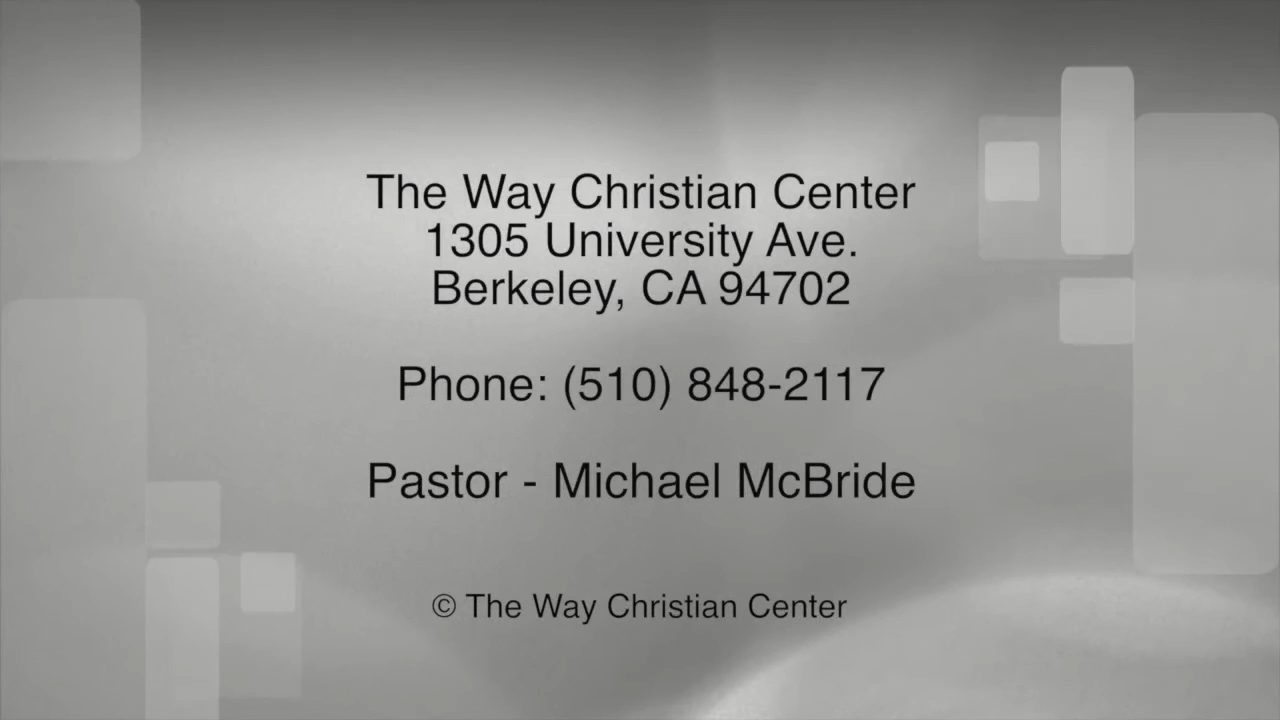 The Way Christian Center
1305 University Ave.
Berkeley, CA 94702
Phone: (510) 848-2117
Pastor - Michael McBride
© The Way Christian Center